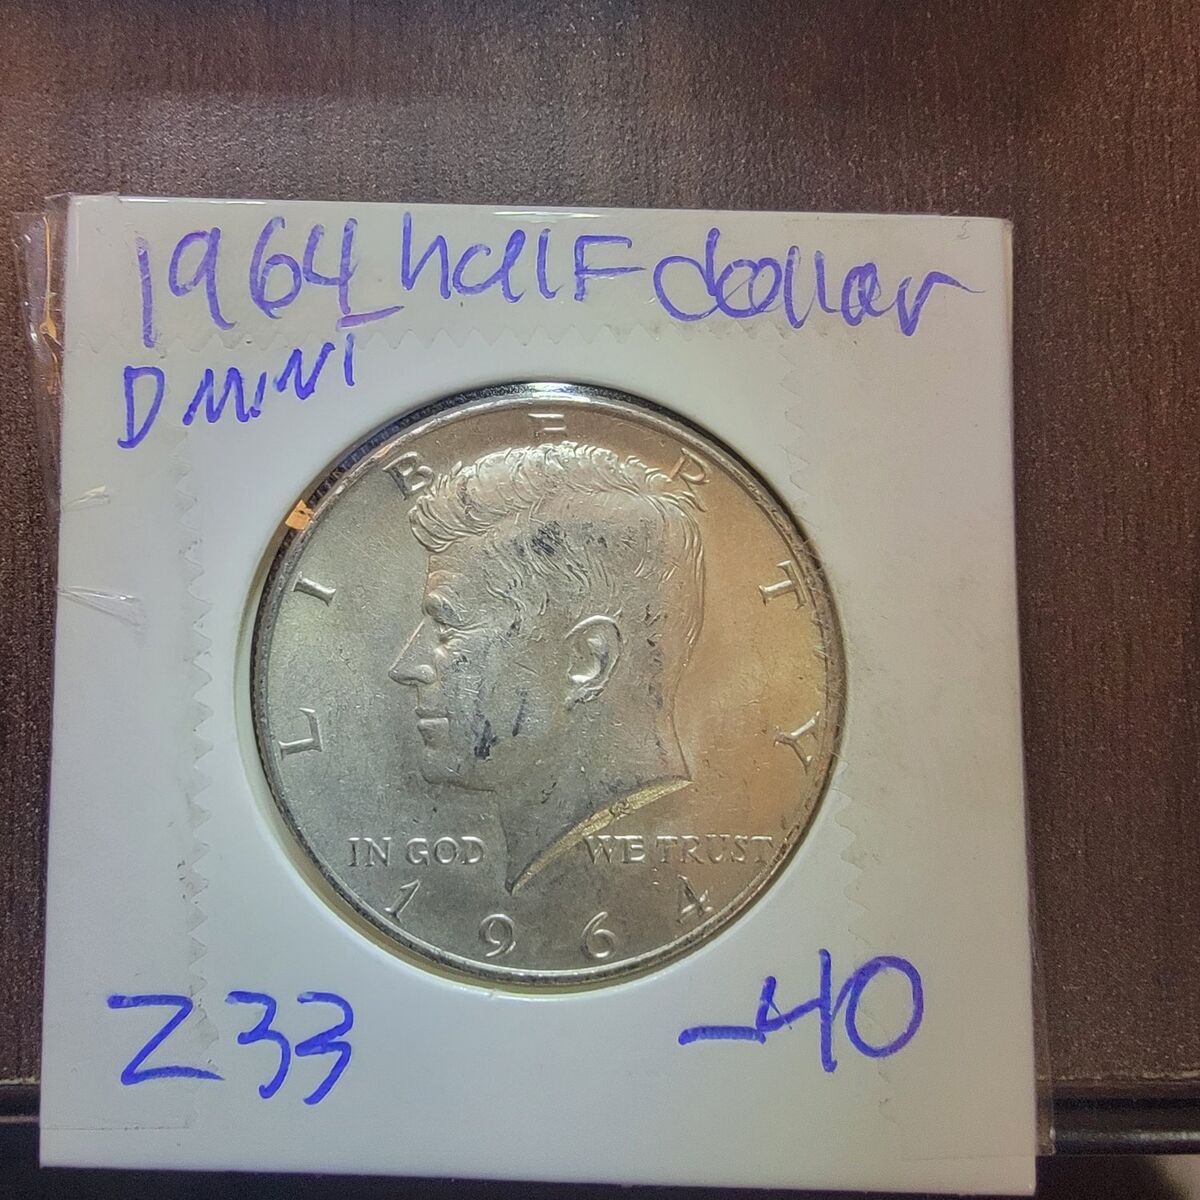 1964 half dollar
D MINT
LIBERTY
IN GOD WE TRUST
1964
Z33 -40